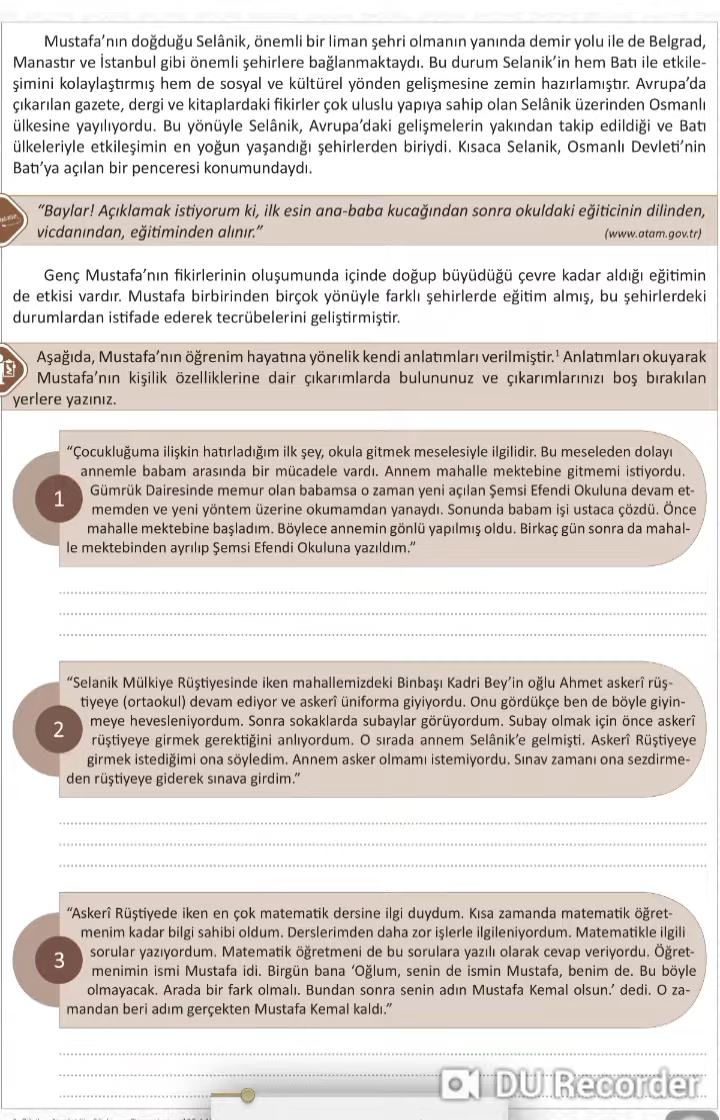 Mustafa’nın doğduğu Selânik, önemli bir liman şehri olmanın yanında demir yolu ile de Belgrad,
Manastır ve İstanbul gibi önemli şehirlere bağlanmaktaydı. Bu durum Selanik’in hem Batı ile etkile-
şimini kolaylaştırmış hem de sosyal ve kültürel yönden gelişmesine zemin hazırlamıştır. Avrupa’da
çıkarılan gazete, dergi ve kitaplardaki fikirler çok uluslu yapıya sahip olan Selânik üzerinden Osmanlı
ülkesine yayılıyordu. Bu yönüyle Selânik, Avrupa’daki gelişmelerin yakından takip edildiği ve Batı
ülkeleriyle etkileşimin en yoğun yaşandığı şehirlerden biriydi. Kısaca Selanik, Osmanlı Devleti’nin
Batı’ya açılan bir penceresi konumundaydı.
“Baylar! Açıklamak istiyorum ki, ilk esin ana-baba kucağından sonra okuldaki eğiticinin dilinden,
vicdanından, eğitiminden alınır.” (www.atam.gov.tr)
Genç Mustafa’nın fikirlerinin oluşumunda içinde doğup büyüdüğü çevre kadar aldığı eğitimin
de etkisi vardır. Mustafa birbirinden birçok yönüyle farklı şehirlerde eğitim almış, bu şehirlerdeki
durumlardan istifade ederek tecrübelerini geliştirmiştir.
Aşağıda, Mustafa’nın öğrenim hayatına yönelik kendi anlatımları verilmiştir.¹ Anlatımları okuyarak
Mustafa’nın kişilik özelliklerine dair çıkarımlarda bulununuz ve çıkarımlarınızı boş bırakılan
yerlere yazınız.
1
“Çocukluğuma ilişkin hatırladığım ilk şey, okula gitmek meselesiyle ilgilidir. Bu meseleden dolayı
annemle babam arasında bir mücadele vardı. Annem mahalle mektebine gitmemi istiyordu.
Gümrük Dairesinde memur olan babamsa o zaman yeni açılan Şemsi Efendi Okuluna devam et-
memden ve yeni yöntem üzerine okumamdan yanaydı. Sonunda babam işi ustaca çözdü. Önce
mahalle mektebine başladım. Böylece annemin gönlü yapılmış oldu. Birkaç gün sonra da mahal-
le mektebinden ayrılıp Şemsi Efendi Okuluna yazıldım.”
2
“Selanik Mülkiye Rüştiyesinde iken mahallemizdeki Binbaşı Kadri Bey’in oğlu Ahmet askerî rüş-
tiyeye (ortaokul) devam ediyor ve askerî üniforma giyiyordu. Onu gördükçe ben de böyle giyin-
meye hevesleniyordum. Sonra sokaklarda subaylar görüyordum. Subay olmak için önce askerî
rüştiyeye girmek gerektiğini anlıyordum. O sırada annem Selânik’e gelmişti. Askerî Rüştiyeye
girmek istediğimi ona söyledim. Annem asker olmamı istemiyordu. Sınav zamanı ona sezdirme-
den rüştiyeye giderek sınava girdim.”
3
“Askerî Rüştiyede iken en çok matematik dersine ilgi duydum. Kısa zamanda matematik öğret-
menim kadar bilgi sahibi oldum. Derslerimden daha zor işlerle ilgileniyordum. Matematikle ilgili
sorular yazıyordum. Matematik öğretmeni de bu sorulara yazılı olarak cevap veriyordu. Öğret-
menimin ismi Mustafa idi. Birgün bana ‘Oğlum, senin de ismin Mustafa, benim de. Bu böyle
olmayacak. Arada bir fark olmalı. Bundan sonra senin adın Mustafa Kemal olsun.’ dedi. O za-
mandan beri adım gerçekten Mustafa Kemal kaldı.”
DU Recorder